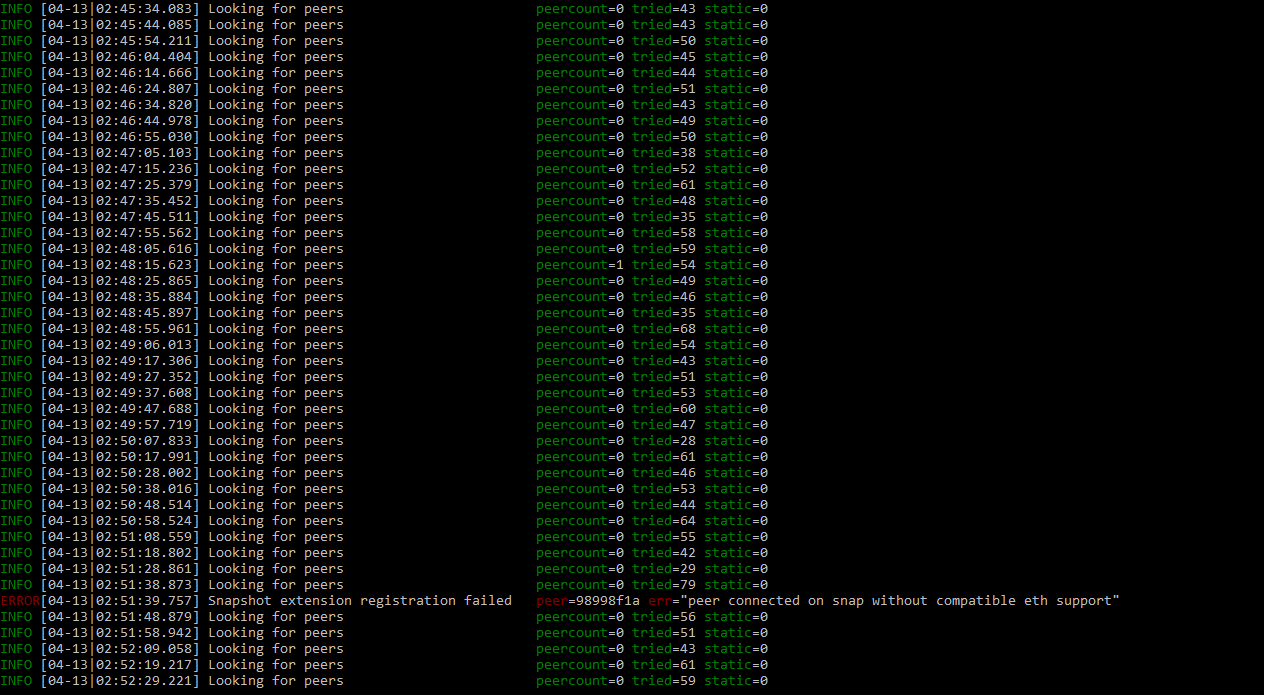 INFO [04-13|02:45:34.083] Looking for peers peercount=0 tried=43 static=0
INFO [04-13|02:45:44.085] Looking for peers peercount=0 tried=43 static=0
INFO [04-13|02:45:54.211] Looking for peers peercount=0 tried=50 static=0
INFO [04-13|02:46:04.404] Looking for peers peercount=0 tried=45 static=0
INFO [04-13|02:46:14.666] Looking for peers peercount=0 tried=44 static=0
INFO [04-13|02:46:24.807] Looking for peers peercount=0 tried=51 static=0
INFO [04-13|02:46:34.820] Looking for peers peercount=0 tried=43 static=0
INFO [04-13|02:46:44.978] Looking for peers peercount=0 tried=49 static=0
INFO [04-13|02:46:55.030] Looking for peers peercount=0 tried=50 static=0
INFO [04-13|02:47:05.103] Looking for peers peercount=0 tried=38 static=0
INFO [04-13|02:47:15.236] Looking for peers peercount=0 tried=52 static=0
INFO [04-13|02:47:25.379] Looking for peers peercount=0 tried=61 static=0
INFO [04-13|02:47:35.452] Looking for peers peercount=0 tried=48 static=0
INFO [04-13|02:47:45.511] Looking for peers peercount=0 tried=35 static=0
INFO [04-13|02:47:55.562] Looking for peers peercount=0 tried=58 static=0
INFO [04-13|02:48:05.616] Looking for peers peercount=0 tried=59 static=0
INFO [04-13|02:48:15.623] Looking for peers peercount=1 tried=54 static=0
INFO [04-13|02:48:25.865] Looking for peers peercount=0 tried=49 static=0
INFO [04-13|02:48:35.884] Looking for peers peercount=0 tried=46 static=0
INFO [04-13|02:48:45.897] Looking for peers peercount=0 tried=35 static=0
INFO [04-13|02:48:55.961] Looking for peers peercount=0 tried=68 static=0
INFO [04-13|02:49:06.013] Looking for peers peercount=0 tried=54 static=0
INFO [04-13|02:49:17.306] Looking for peers peercount=0 tried=43 static=0
INFO [04-13|02:49:27.352] Looking for peers peercount=0 tried=51 static=0
INFO [04-13|02:49:37.608] Looking for peers peercount=0 tried=53 static=0
INFO [04-13|02:49:47.688] Looking for peers peercount=0 tried=60 static=0
INFO [04-13|02:49:57.719] Looking for peers peercount=0 tried=47 static=0
INFO [04-13|02:50:07.833] Looking for peers peercount=0 tried=28 static=0
INFO [04-13|02:50:17.991] Looking for peers peercount=0 tried=61 static=0
INFO [04-13|02:50:28.002] Looking for peers peercount=0 tried=46 static=0
INFO [04-13|02:50:38.016] Looking for peers peercount=0 tried=53 static=0
INFO [04-13|02:50:48.514] Looking for peers peercount=0 tried=44 static=0
INFO [04-13|02:50:58.524] Looking for peers peercount=0 tried=64 static=0
INFO [04-13|02:51:08.559] Looking for peers peercount=0 tried=55 static=0
INFO [04-13|02:51:18.802] Looking for peers peercount=0 tried=42 static=0
INFO [04-13|02:51:28.861] Looking for peers peercount=0 tried=29 static=0
INFO [04-13|02:51:38.873] Looking for peers peercount=0 tried=79 static=0
ERROR[04-13|02:51:39.757] Snapshot extension registration failed peer=98998f1a err="peer connected on snap without compatible eth support"
INFO [04-13|02:51:48.879] Looking for peers peercount=0 tried=56 static=0
INFO [04-13|02:51:58.942] Looking for peers peercount=0 tried=51 static=0
INFO [04-13|02:52:09.058] Looking for peers peercount=0 tried=43 static=0
INFO [04-13|02:52:19.217] Looking for peers peercount=0 tried=61 static=0
INFO [04-13|02:52:29.221] Looking for peers peercount=0 tried=59 static=0